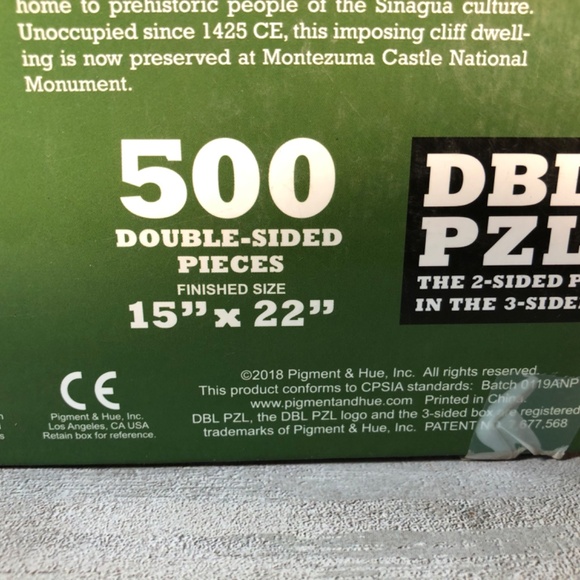 home to prehistoric people of the Sinagua culture.
Unoccupied since 1425 CE, this imposing cliff dwell-
ing is now preserved at Montezuma Castle National
Monument.
500
DOUBLE-SIDED
PIECES
FINISHED SIZE
15” x 22”
DBL
PZL
THE 2-SIDED P
IN THE 3-SIDE
CE
Pigment & Hue, Inc.
Los Angeles, CA USA
Retain box for reference.
©2018 Pigment & Hue, Inc. All rights reserved.
This product conforms to CPSIA standards: Batch 0119ANP
www.pigmentandhue.com Printed in
DBL PZL, the DBL PZL logo and the 3-sided box are registered
trademarks of Pigment & Hue, Inc. PATENT 677,568